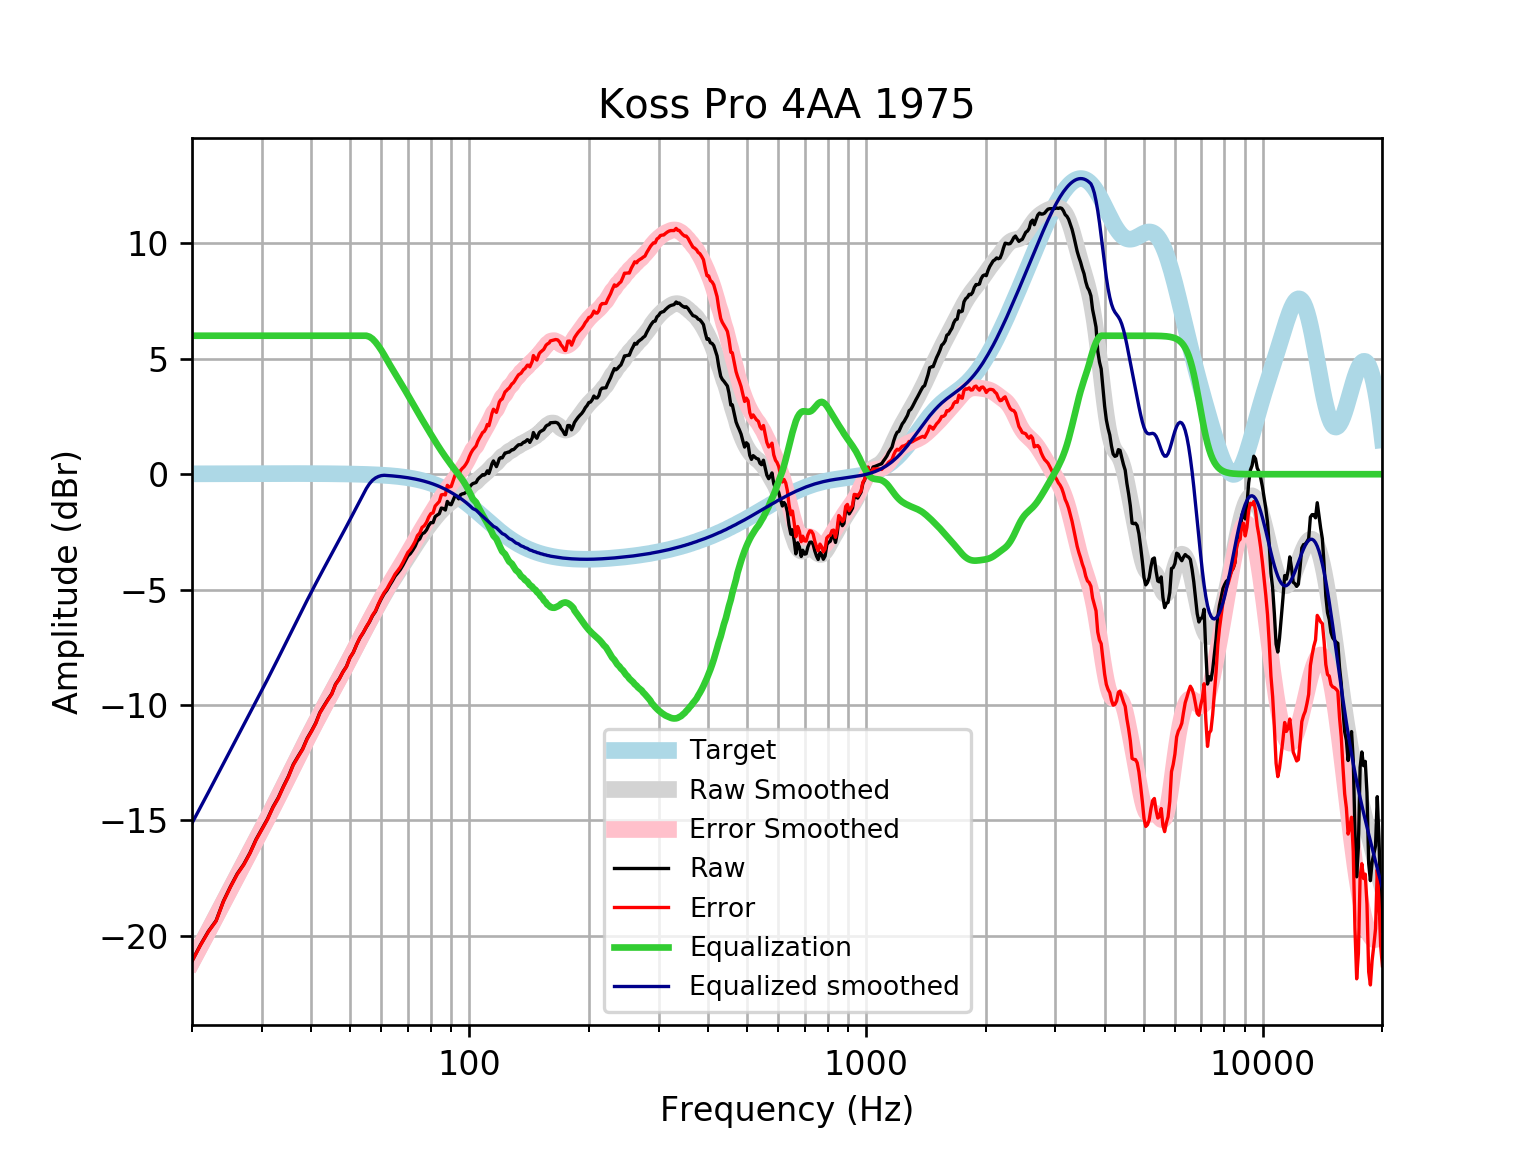 Koss Pro 4AA 1975
10
5
0
−5
−10
−15
−20
Amplitude (dBr)
Target
Raw Smoothed
Error Smoothed
Raw
Error
Equalization
Equalized smoothed
100
1000
10000
Frequency (Hz)